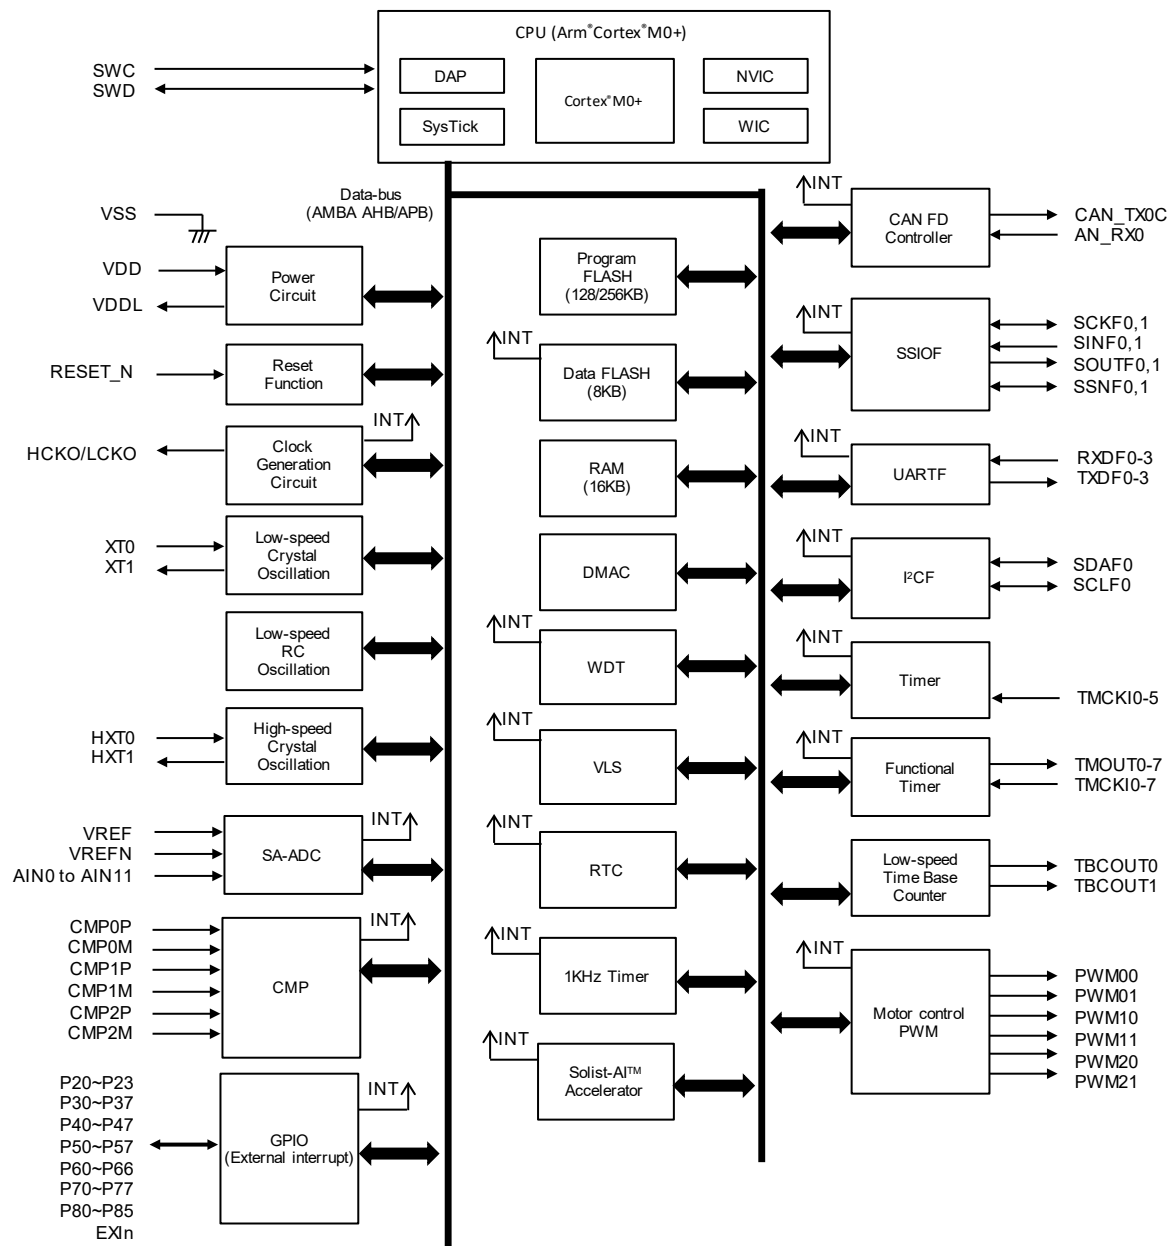 CPU (Arm®Cortex®M0+)
SWC
SWD
DAP
Cortex®M0+
NVIC
SysTick
WIC
Data-bus
(AMBA AHB/APB)
VSS
VDD
VDDL
Power
Circuit
RESET_N
Reset
Function
HCKO/LCKO
Clock
Generation
Circuit
INT
XT0
XT1
Low-speed
Crystal
Oscillation
Low-speed
RC
Oscillation
HXT0
HXT1
High-speed
Crystal
Oscillation
VREF
VREFN
AIN0 to AIN11
SA-ADC
INT
CMP0P
CMP0M
CMP1P
CMP1M
CMP2P
CMP2M
CMP
INT
P20~P23
P30~P37
P40~P47
P50~P57
P60~P66
P70~P77
P80~P85
EXIn
GPIO
(External interrupt)
INT
Program
FLASH
(128/256KB)
INT
Data FLASH
(8KB)
RAM
(16KB)
DMAC
INT
WDT
INT
VLS
INT
RTC
INT
1KHz Timer
INT
Solist-AI™
Accelerator
INT
CAN FD
Controller
CAN_TX0C
AN_RX0
INT
SSIOF
SCKF0,1
SINF0,1
SOUTF0,1
SSNF0,1
INT
UARTF
RXDF0-3
TXDF0-3
INT
I²CF
SDAF0
SCLF0
INT
Timer
TMCKI0-5
INT
Functional
Timer
TMOUT0-7
TMCKI0-7
Low-speed
Time Base
Counter
TBCOUT0
TBCOUT1
INT
Motor control
PWM
PWM00
PWM01
PWM10
PWM11
PWM20
PWM21